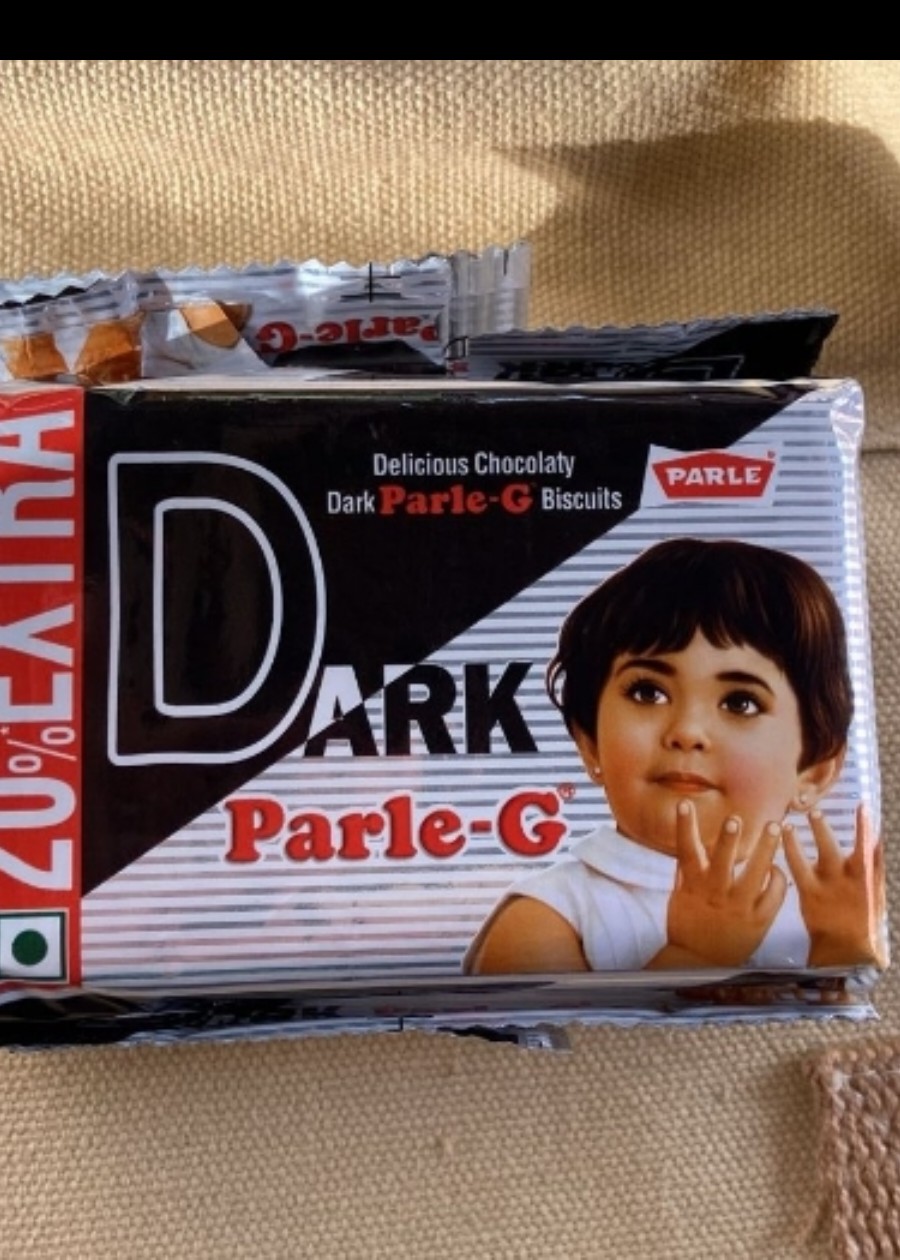 Parle-G
20% EXTRA
Delicious Chocolaty
Dark Parle-G Biscuits
PARLE®
DARK
Parle-G®